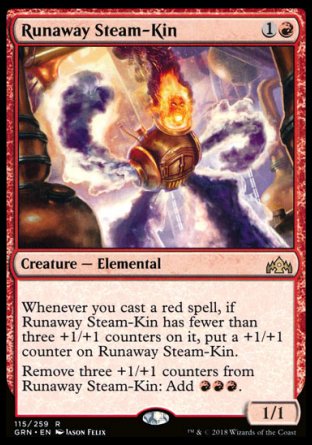 Runaway Steam-Kin 1
Creature — Elemental
Whenever you cast a red spell, if
Runaway Steam-Kin has fewer than
three +1/+1 counters on it, put a +1/+1
counter on Runaway Steam-Kin.
Remove three +1/+1 counters from
Runaway Steam-Kin: Add
1/1
115/259 R
GRN • EN JASON FELIX
™ & © 2018 Wizards of the Coast